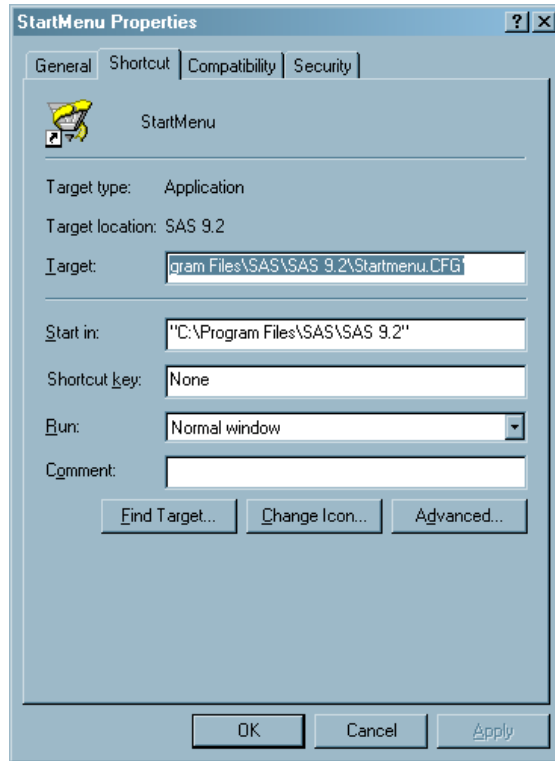 StartMenu Properties
General Shortcut Compatibility Security
StartMenu
Target type: Application
Target location: SAS 9.2
Target: gram Files\SAS\SAS 9.2\Startmenu.CFG"
Start in: "C:\Program Files\SAS\SAS 9.2"
Shortcut key: None
Run: Normal window
Comment:
Find Target... Change Icon... Advanced...
OK Cancel Apply